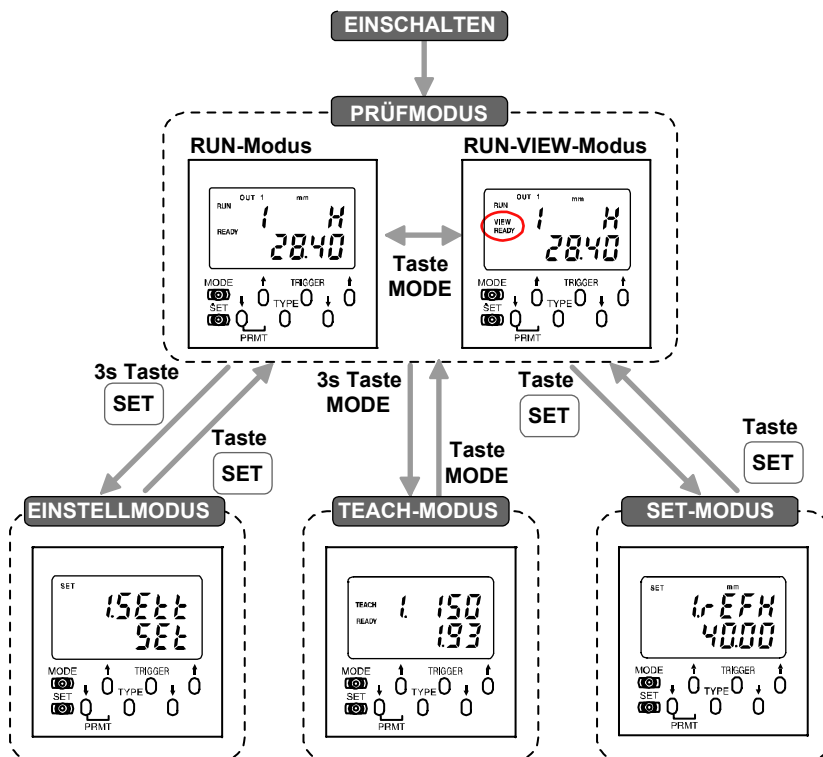 EINSCHALTEN
PRÜFMODUS
RUN-Modus
RUN-VIEW-Modus
OUT 1 mm
RUN
1 H
READY
28.40
MODE
TRIGGER
SET
TYPE
PRMT
Taste
MODE
OUT 1 mm
RUN
1 H
VIEW
READY
28.40
MODE
TRIGGER
SET
TYPE
PRMT
3s Taste
SET
Taste
SET
3s Taste
MODE
Taste
MODE
Taste
SET
Taste
SET
EINSTELLMODUS
TEACH-MODUS
SET-MODUS
SET
1.SEtt
SEt
MODE
TRIGGER
SET
TYPE
PRMT
TEACH
1. 150
READY
1.93
MODE
TRIGGER
SET
TYPE
PRMT
SET mm
1.rEFH
40.00
MODE
TRIGGER
SET
TYPE
PRMT